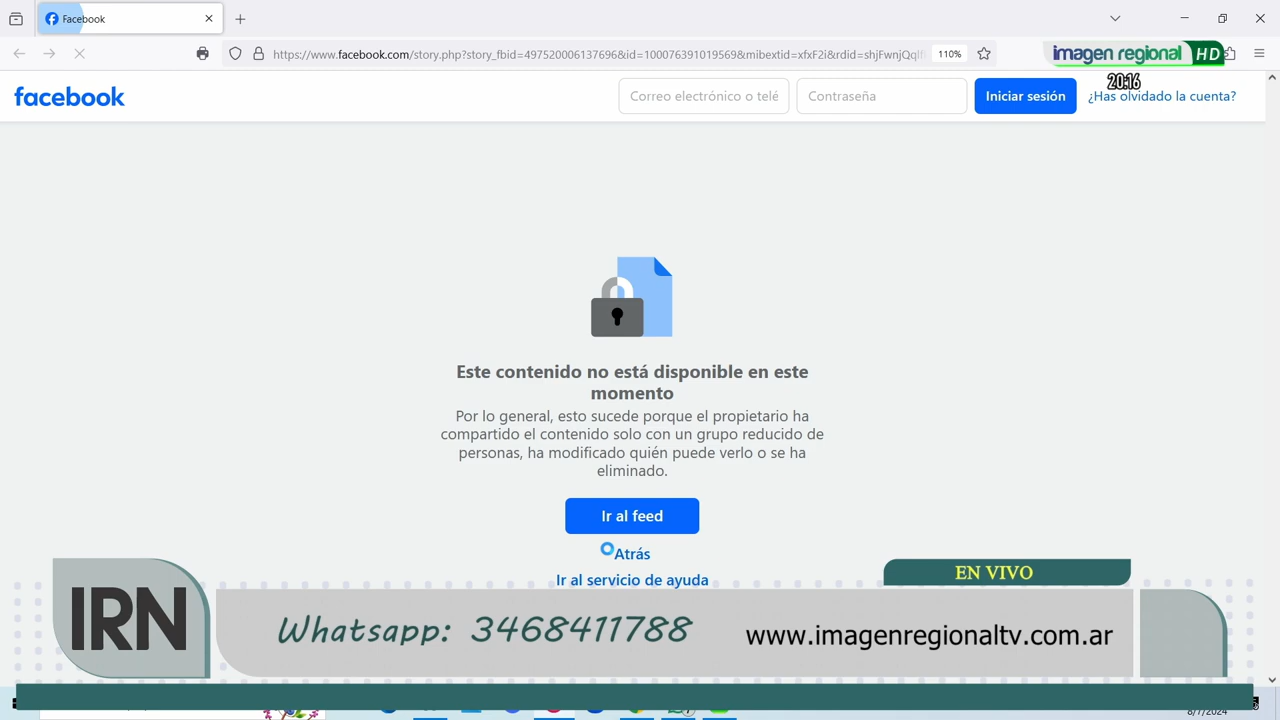 Facebook
https://www.facebook.com/story.php?story_fbid=497520006137696&id=100076391019569&mibextid=xfxF2i&rdid=shjFwnjQqlf
110%
imagen regional HD
20:16
facebook
Correo electrónico o telé
Contraseña
Iniciar sesión
¿Has olvidado la cuenta?
Este contenido no está disponible en este
momento
Por lo general, esto sucede porque el propietario ha
compartido el contenido solo con un grupo reducido de
personas, ha modificado quién puede verlo o se ha
eliminado.
Ir al feed
Atrás
Ir al servicio de ayuda
EN VIVO
IRN
Whatsapp: 3468411788
www.imagenregionaltv.com.ar
8/7/2024